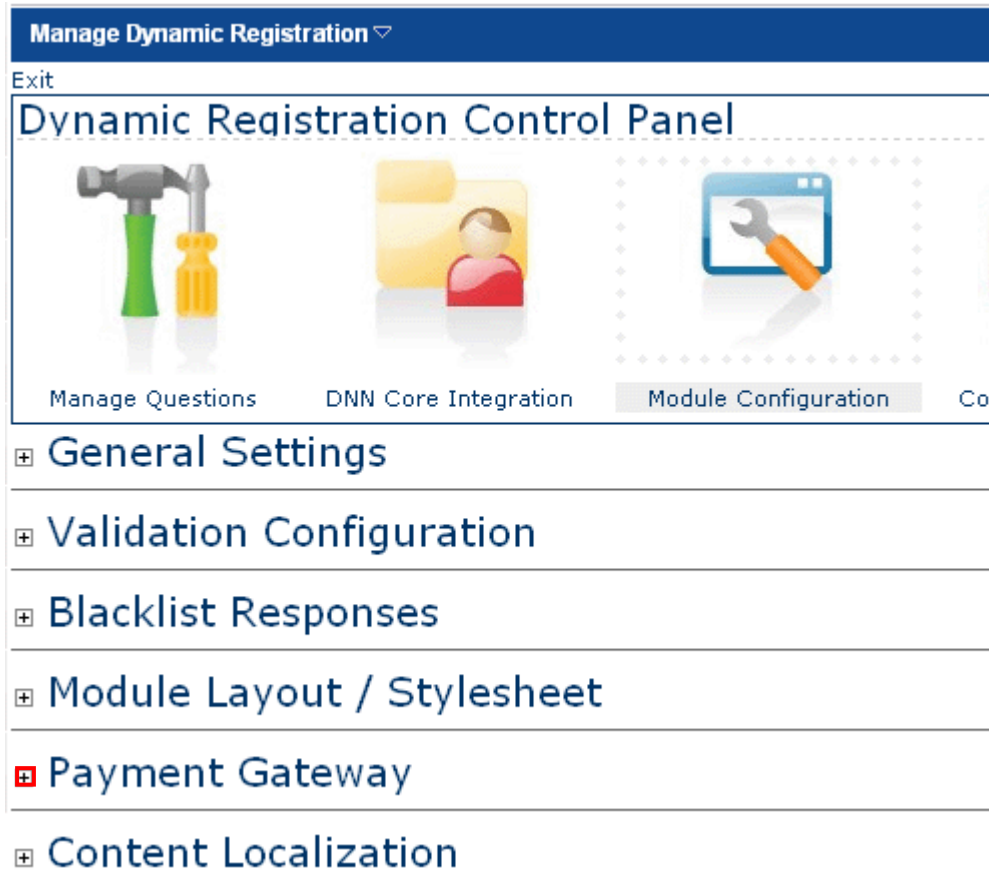 Manage Dynamic Registration
Exit
Dynamic Registration Control Panel
Manage Questions DNN Core Integration Module Configuration Co
General Settings
Validation Configuration
Blacklist Responses
Module Layout / Stylesheet
Payment Gateway
Content Localization